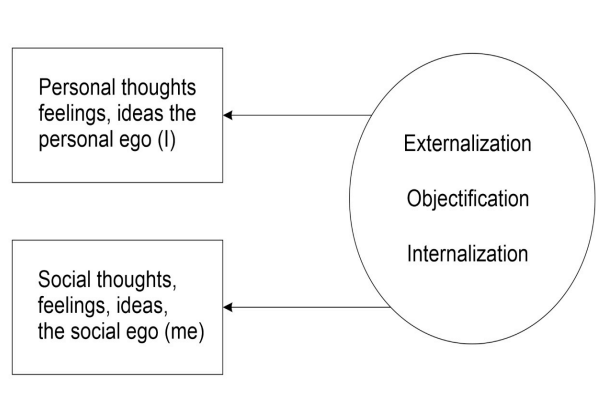 Personal thoughts
feelings, ideas the
personal ego (I)
Externalization
Objectification
Internalization
Social thoughts,
feelings, ideas,
the social ego (me)